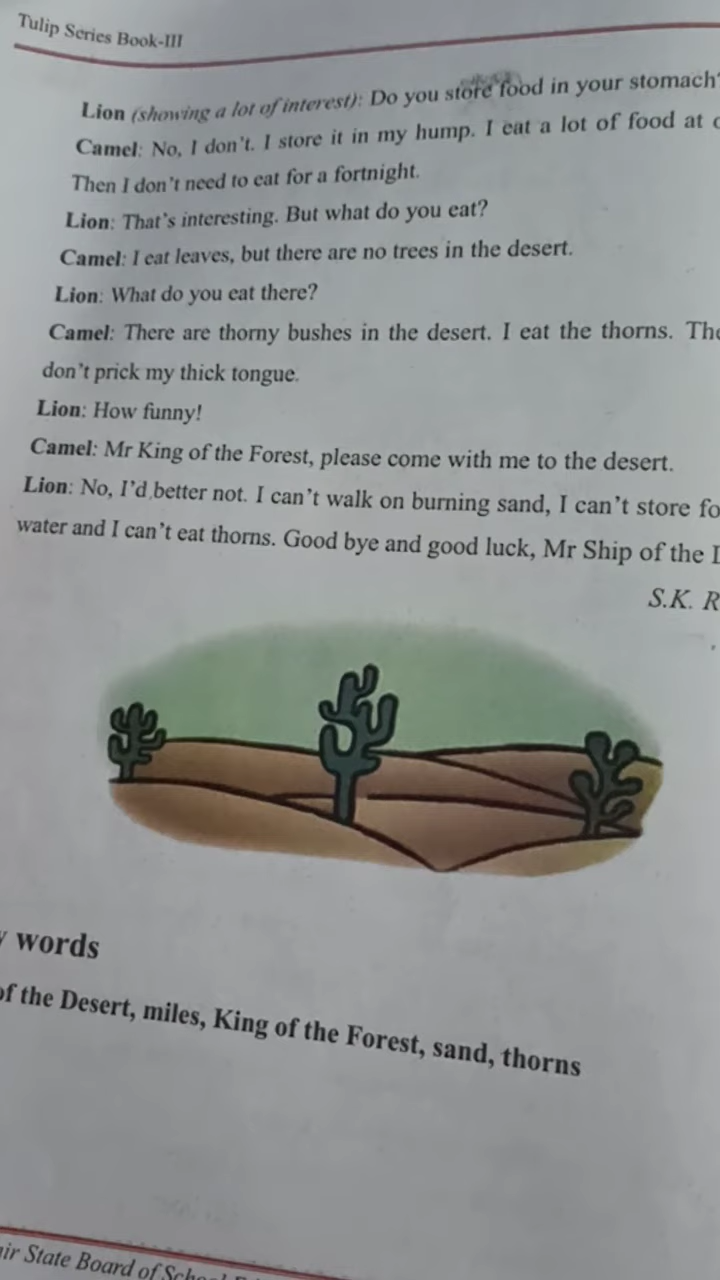 Tulip Series Book-III
Lion (showing a lot of interest): Do you store food in your stomach
Camel: No, I don't. I store it in my hump. I eat a lot of food at
Then I don't need to eat for a fortnight.
Lion: That's interesting. But what do you eat?
Camel: I eat leaves, but there are no trees in the desert.
Lion: What do you eat there?
Camel: There are thorny bushes in the desert. I eat the thorns.
don't prick my thick tongue.
Lion: How funny!
Camel: Mr King of the Forest, please come with me to the desert.
Lion: No, I'd better not. I can't walk on burning sand, I can't store
water and I can't eat thorns. Good bye and good luck, Mr Ship of the
S.K.
words
of the Desert, miles, King of the Forest, sand, thorns
State Board of